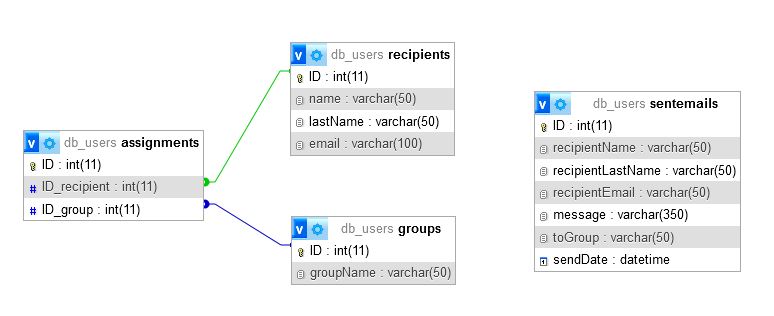 v db_users recipients
ID : int(11)
name : varchar(50)
lastName : varchar(50)
email : varchar(100)
v db_users sentemails
ID : int(11)
recipientName : varchar(50)
recipientLastName : varchar(50)
recipientEmail : varchar(50)
message : varchar(350)
toGroup : varchar(50)
sendDate : datetime
v db_users assignments
ID : int(11)
# ID_recipient : int(11)
# ID_group : int(11)
v db_users groups
ID : int(11)
groupName : varchar(50)